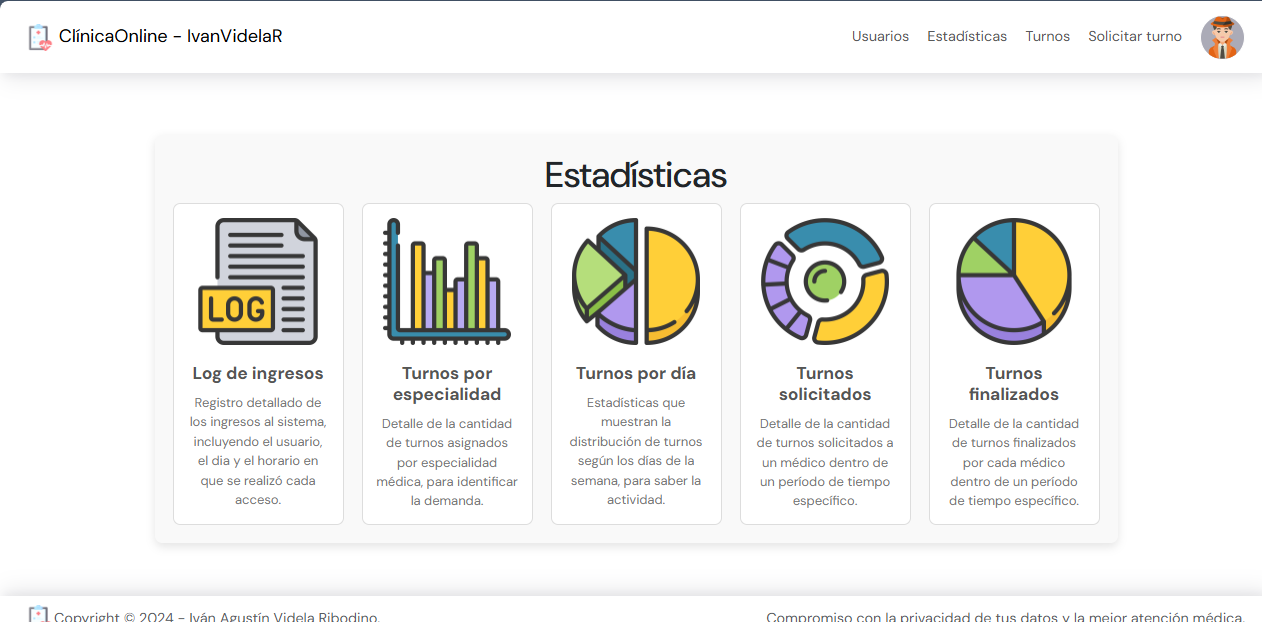 ClínicaOnline - IvanVidelaR
Usuarios
Estadísticas
Turnos
Solicitar turno
Estadísticas
LOG
Log de ingresos
Registro detallado de
los ingresos al sistema,
incluyendo el usuario,
el dia y el horario en
que se realizó cada
acceso.
Turnos por
especialidad
Detalle de la cantidad
de turnos asignados
por especialidad
médica, para identificar
la demanda.
Turnos por día
Estadísticas que
muestran la
distribución de turnos
según los días de la
semana, para saber la
actividad.
Turnos
solicitados
Detalle de la cantidad
de turnos solicitados a
un médico dentro de
un período de tiempo
específico.
Turnos
finalizados
Detalle de la cantidad
de turnos finalizados
por cada médico
dentro de un período
de tiempo específico.
Copyright © 2024 - Iván Agustín Videla Ribodino.
Compromiso con la privacidad de tus datos y la mejor atención médica.